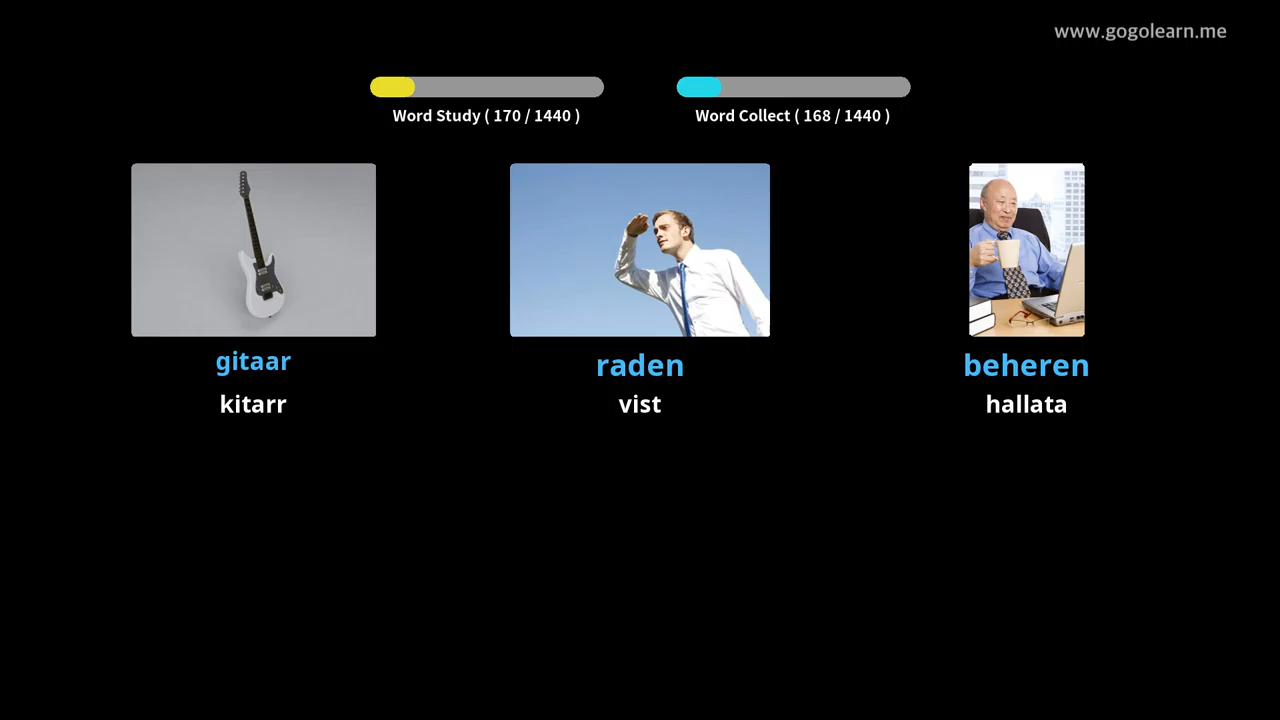 www.gogolearn.me
Word Study ( 170 / 1440 )
Word Collect ( 168 / 1440 )
gitaar
raden
beheren
kitarr
vist
hallata